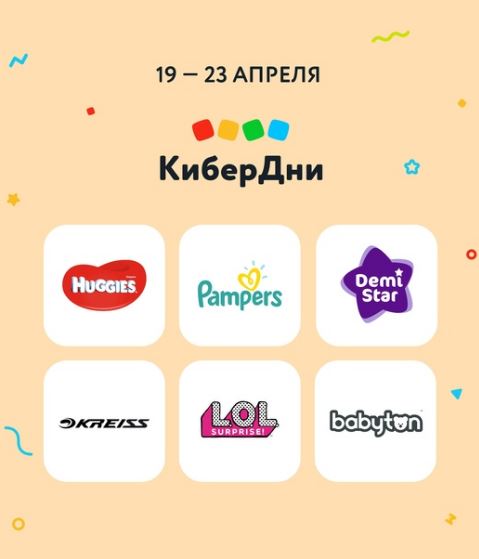 19 — 23 АПРЕЛЯ
КиберДни
HUGGIES
Pampers
Demi
Star
KREISS
L.O.L
SURPRISE!
babyton